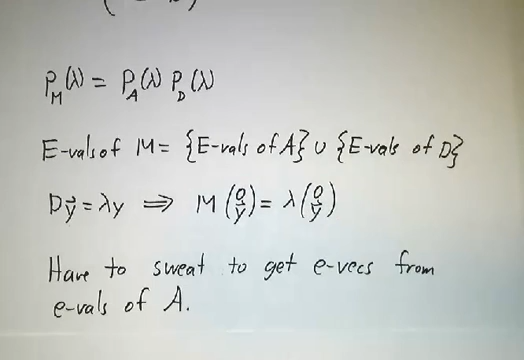 P_M(λ) = P_A(λ) P_D(λ)
E-vals of M = {E-vals of A} ∪ {E-vals of D}
Dy⃗ = λy ⟹ M (0/y⃗) = λ (0/y⃗)
Have to sweat to get e-vecs from
e-vals of A.